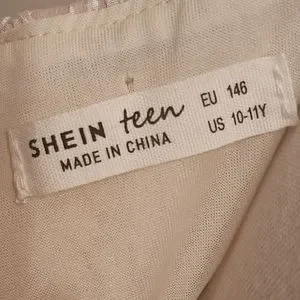 SHEIN teen
MADE IN CHINA
EU 146
US 10-11Y